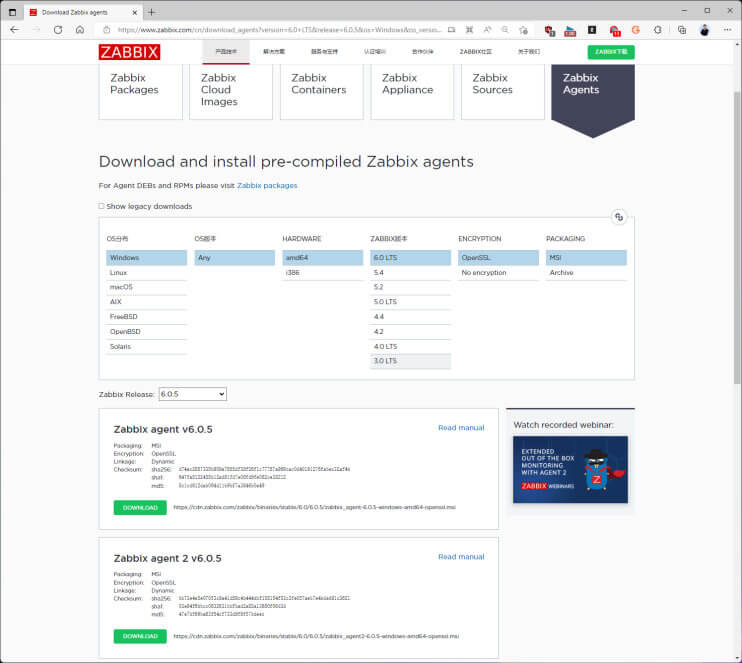 Download Zabbix agents
https://www.zabbix.com/cn/download_agents?version=6.0+LTS&release=6.0.5&os=Windows&os_versio...
ZABBIX
产品技术
解决方案
服务与支持
认证培训
合作伙伴
ZABBIX社区
关于我们
ZABBIX下载
Zabbix
Packages
Zabbix
Cloud
Images
Zabbix
Containers
Zabbix
Appliance
Zabbix
Sources
Zabbix
Agents
Download and install pre-compiled Zabbix agents
For Agent DEBs and RPMs please visit Zabbix packages
Show legacy downloads
OS分布 OS版本 HARDWARE ZABBIX版本 ENCRYPTION PACKAGING
Windows Any amd64 6.0 LTS OpenSSL MSI
Linux i386 5.4 No encryption Archive
macOS 5.2
AIX 5.0 LTS
FreeBSD 4.4
OpenBSD 4.2
Solaris 4.0 LTS
3.0 LTS
Zabbix Release: 6.0.5
Zabbix agent v6.0.5 Read manual
Packaging: MSI
Encryption: OpenSSL
Linkage: Dynamic
Checksum: sha256:
sha1:
md5:
DOWNLOAD https://cdn.zabbix.com/zabbix/binaries/stable/6.0/6.0.5/zabbix_agent-6.0.5-windows-amd64-openssl.msi
Watch recorded webinar:
EXTENDED
OUT OF THE BOX
MONITORING
WITH AGENT 2
ZABBIX WEBINARS
Z
Zabbix agent 2 v6.0.5 Read manual
Packaging: MSI
Encryption: OpenSSL
Linkage: Dynamic
Checksum: sha256:
sha1:
md5:
DOWNLOAD https://cdn.zabbix.com/zabbix/binaries/stable/6.0/6.0.5/zabbix_agent2-6.0.5-windows-amd64-openssl.msi